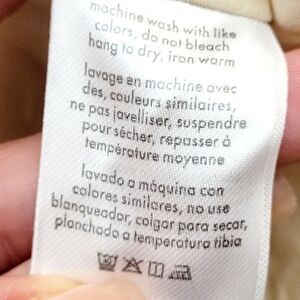 machine wash with like
colors, do not bleach
hang to dry, iron warm
lavage en machine avec
des, couleurs similaires,
ne pas javelliser, suspendre
pour sécher, repasser à
température moyenne
lavado a máquina con
colores similares, no use
blanqueador, colgar para secar,
planchado a temperatura tibia